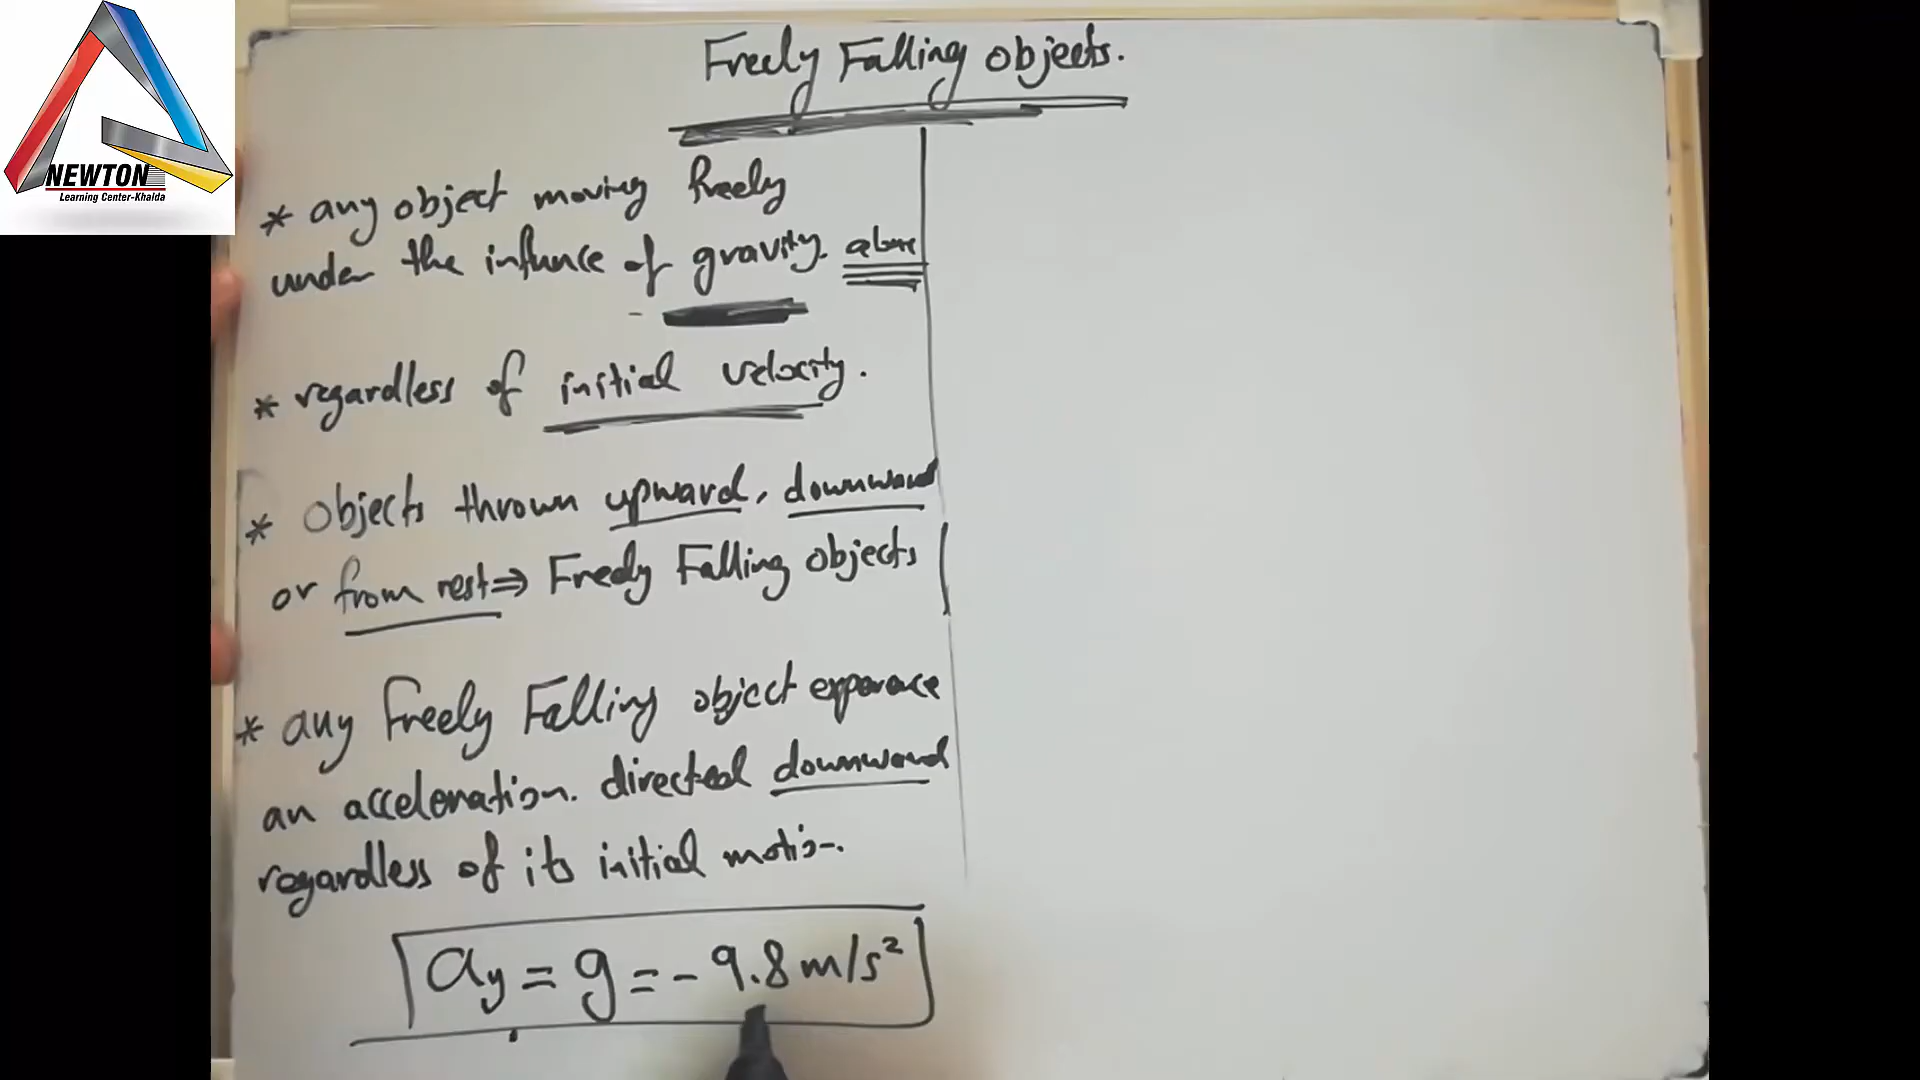 NEWTON
Learning Center-Khalda
Freely Falling objects.
* any object moving freely
under the influnce of gravity. alone
* regardless of initial velocity.
* Objects thrown upward, downward
or from rest ⇒ Freely Falling objects
* any Freely Falling object experence
an acceleration. directed downward
regardless of its initial motion.
ay = g = - 9.8 m/s²